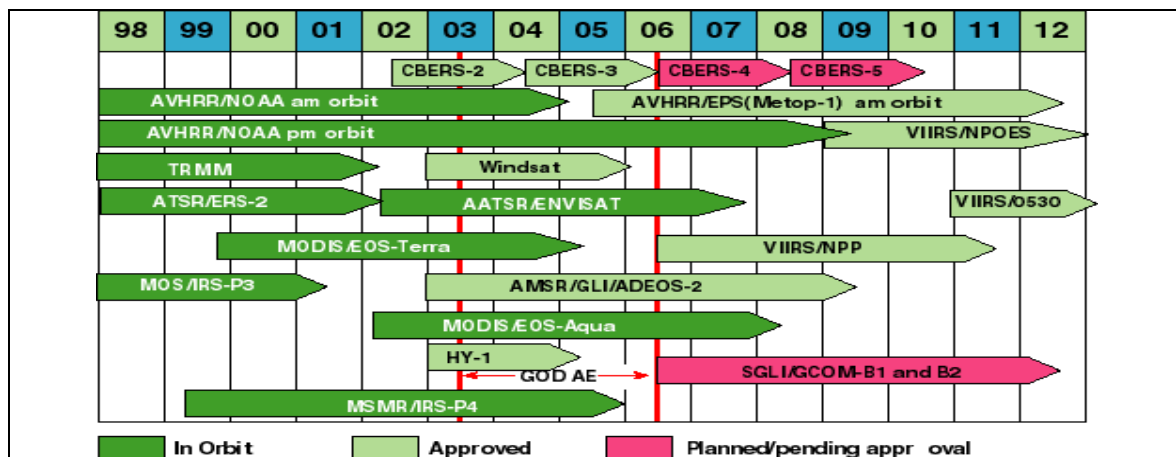 98 99 00 01 02 03 04 05 06 07 08 09 10 11 12
CBERS-2 CBERS-3 CBERS-4 CBERS-5
AVHRR/NOAA am orbit AVHRR/EPS(Metop-1) am orbit
AVHRR/NOAA pm orbit VIIRS/NPOES
TRMM Windsat
ATSR/ERS-2 AATSR/ENVISAT VIIRS/0530
MODIS/EOS-Terra VIIRS/NPP
MOS/IRS-P3 AMSR/GLI/ADEOS-2
MODIS/EOS-Aqua
HY-1
GOD AE SGLI/GCOM-B1 and B2
MSMR/IRS-P4
In Orbit Approved Planned/pending appr oval